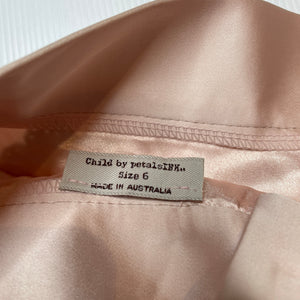 Child by petalsINK..
Size 6
MADE IN AUSTRALIA